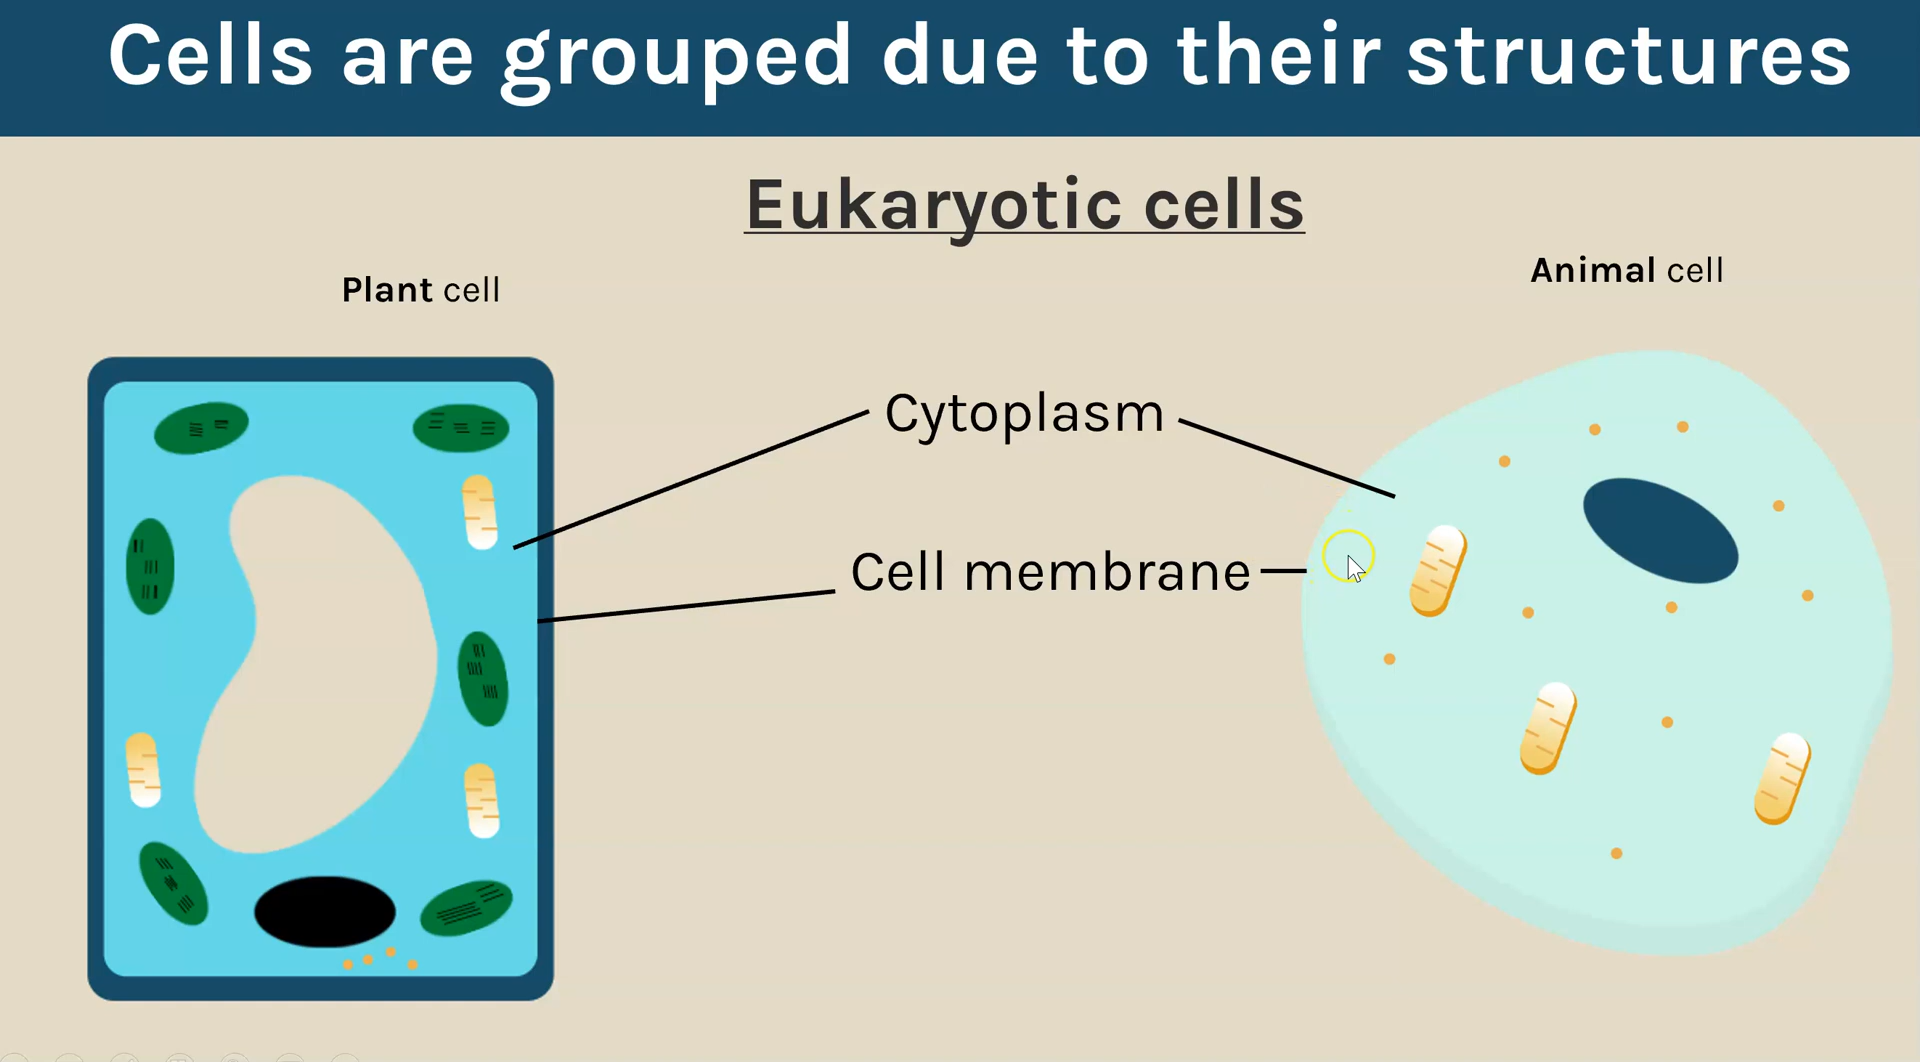 Cells are grouped due to their structures
Eukaryotic cells
Plant cell
Animal cell
Cytoplasm
Cell membrane